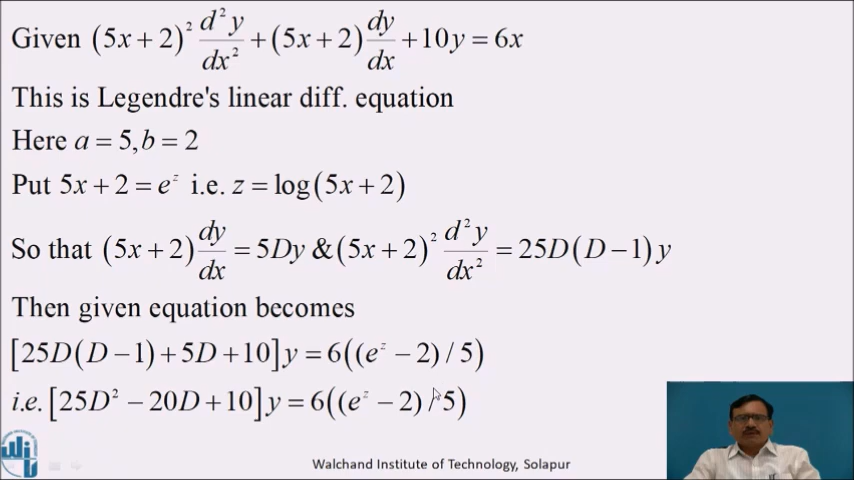 Given (5x + 2)² d²y/dx² + (5x + 2) dy/dx + 10y = 6x
This is Legendre's linear diff. equation
Here a = 5, b = 2
Put 5x + 2 = eᶻ i.e. z = log(5x + 2)
So that (5x + 2) dy/dx = 5Dy & (5x + 2)² d²y/dx² = 25D(D − 1) y
Then given equation becomes
[25D(D − 1) + 5D + 10] y = 6((eᶻ − 2) / 5)
i.e. [25D² − 20D + 10] y = 6((eᶻ − 2) / 5)
Walchand Institute of Technology, Solapur